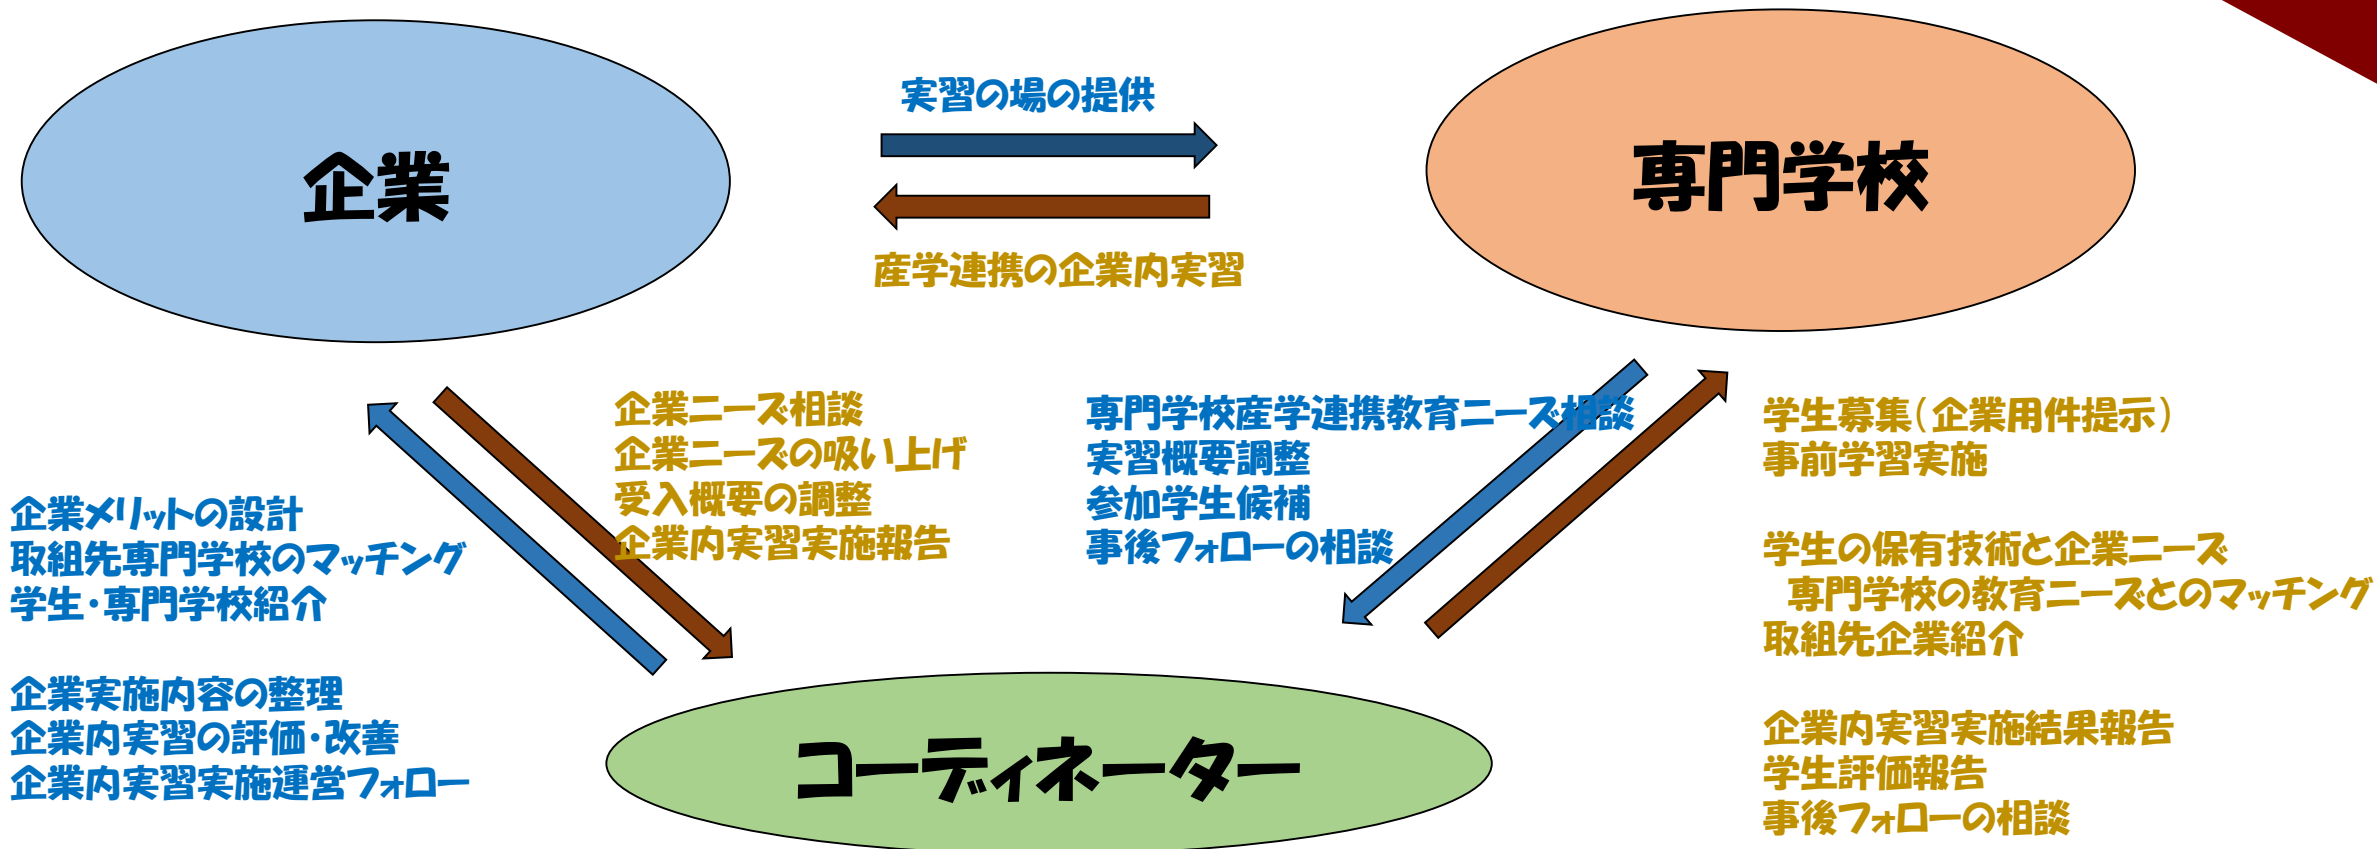 企業
実習の場の提供
産学連携の企業内実習
専門学校
企業ニーズ相談
企業ニーズの吸い上げ
受入概要の調整
企業内実習実施報告
専門学校産学連携教育ニーズ相談
実習概要調整
参加学生候補
事後フォローの相談
学生募集（企業用件提示）
事前学習実施
学生の保有技術と企業ニーズ
専門学校の教育ニーズとのマッチング
取組先企業紹介
企業内実習実施結果報告
学生評価報告
事後フォローの相談
企業メリットの設計
取組先専門学校のマッチング
学生・専門学校紹介
企業実施内容の整理
企業内実習の評価・改善
企業内実習実施運営フォロー
コーディネーター